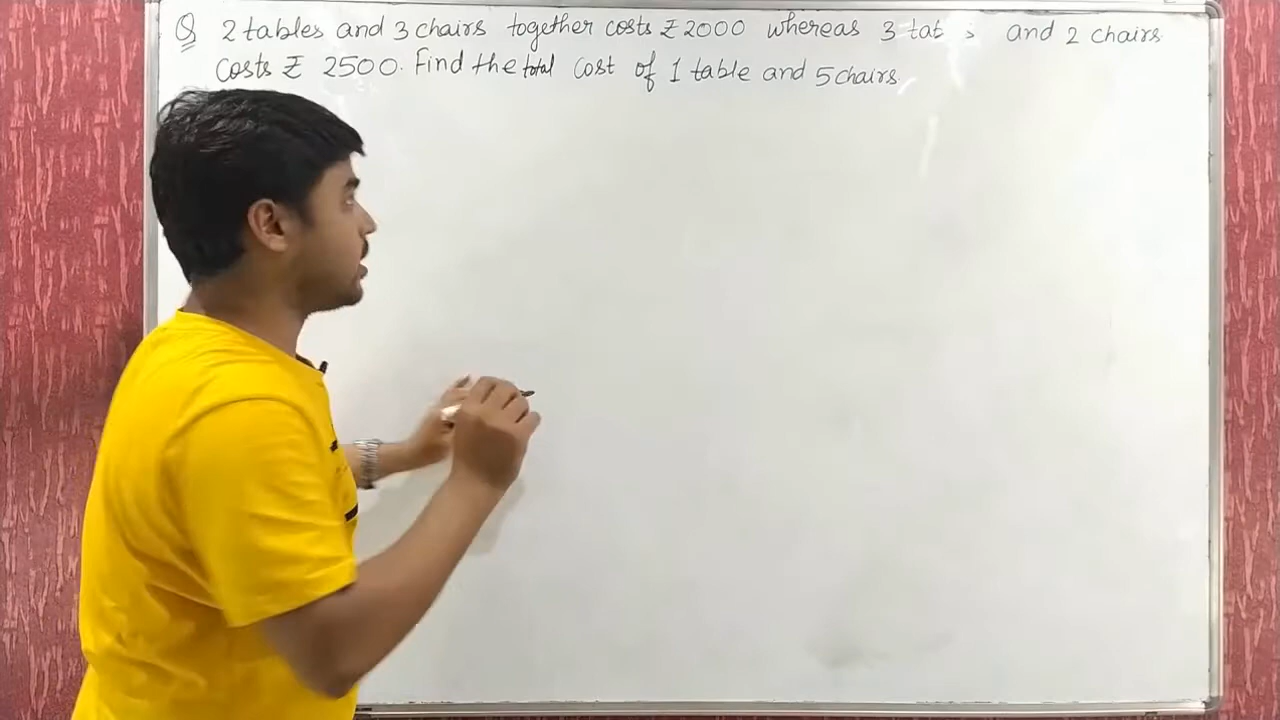 Q 2 tables and 3 chairs together costs ₹ 2000 whereas 3 and 2 chairs
costs ₹ 2500. Find the total cost of 1 table and 5 chairs.